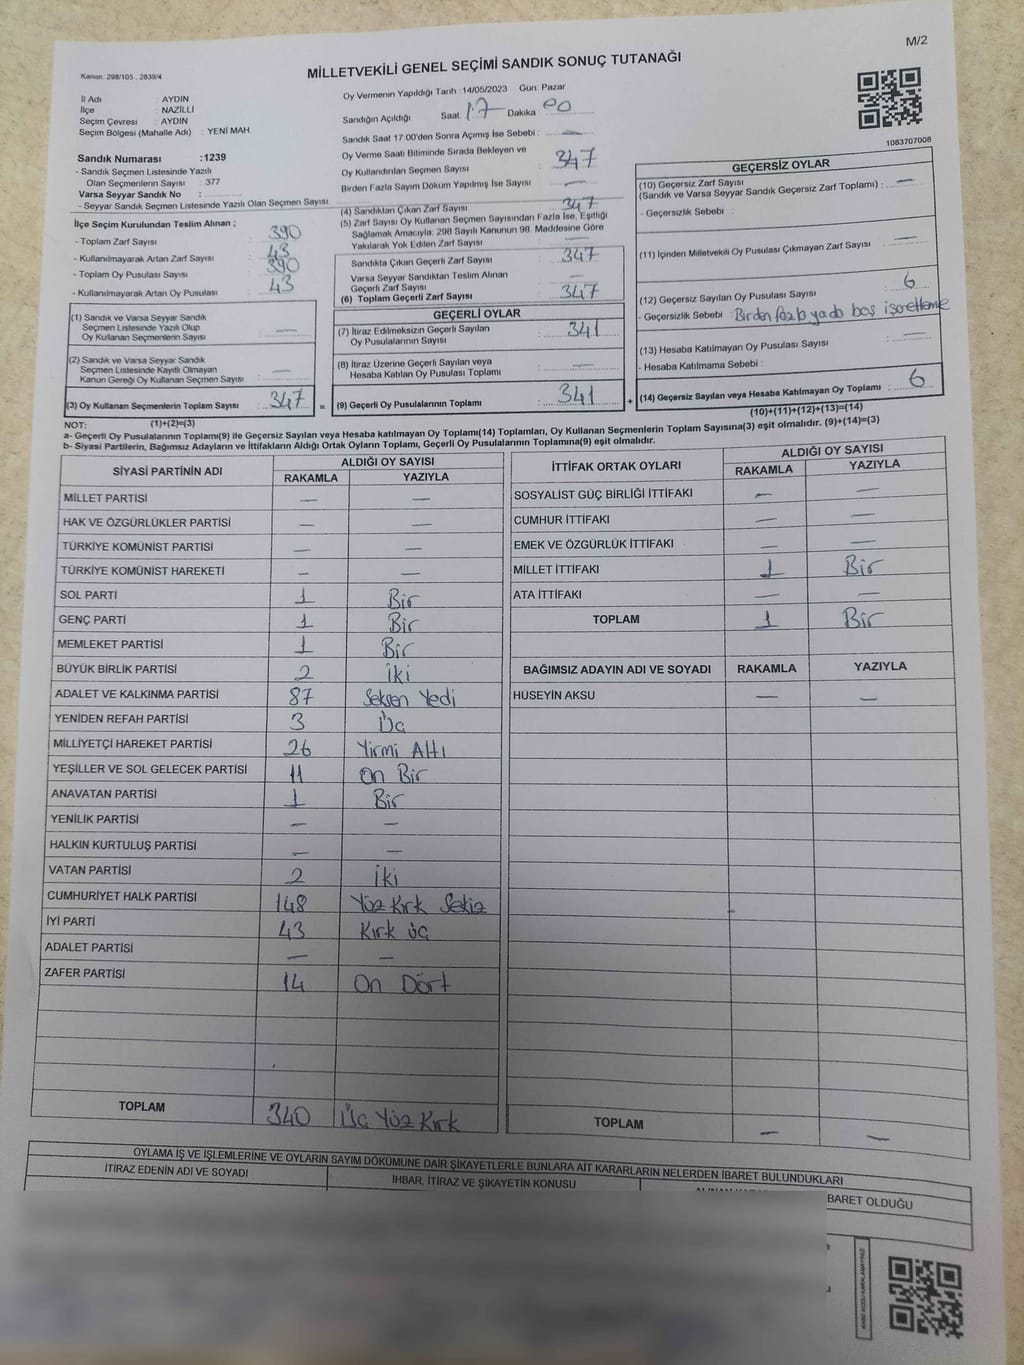 M/2
Kanun. 298/105 , 2839/4
MİLLETVEKİLİ GENEL SEÇİMİ SANDIK SONUÇ TUTANAĞI
İl Adı : AYDIN
İlçe : NAZİLLİ
Seçim Çevresi : AYDIN
Seçim Bölgesi (Mahalle Adı) : YENİ MAH.
Sandık Numarası :1239
- Sandık Seçmen Listesinde Yazılı
Olan Seçmenlerin Sayısı : 377
Varsa Seyyar Sandık No :
- Seyyar Sandık Seçmen Listesinde Yazılı Olan Seçmen Sayısı
Oy Vermenin Yapıldığı Tarih : 14/05/2023 Gün: Pazar
Sandığın Açıldığı Saat 17 Dakika 00
Sandık Saat 17:00'den Sonra Açımış İse Sebebi : —
Oy Verme Saati Bitiminde Sırada Bekleyen ve
Oy Kullandırılan Seçmen Sayısı : 347
Birden Fazla Sayım Döküm Yapılmış İse Sayısı —
1083707008
İlçe Seçim Kurulundan Teslim Alınan ;
- Toplam Zarf Sayısı : 390
- Kullanılmayarak Artan Zarf Sayısı : 43
- Toplam Oy Pusulası Sayısı : 390
- Kullanılmayarak Artan Oy Pusulası : 43
(1) Sandık ve Varsa Seyyar Sandık
Seçmen Listesinde Yazılı Olup
Oy Kullanan Seçmenlerin Sayısı : —
(2) Sandık ve Varsa Seyyar Sandık
Seçmen Listesinde Kayıtlı Olmayan
Kanun Gereği Oy Kullanan Seçmen Sayısı : —
(3) Oy Kullanan Seçmenlerin Toplam Sayısı : 347
(1)+(2)=(3)
(4) Sandıktan Çıkan Zarf Sayısı : 347
(5) Zarf Sayısı Oy Kullanan Seçmen Sayısından Fazla İse, Eşitliği
Sağlamak Amacıyla; 298 Sayılı Kanunun 98. Maddesine Göre
Yakılarak Yok Edilen Zarf Sayısı : —
Sandıkta Çıkan Geçerli Zarf Sayısı : 347
Varsa Seyyar Sandıktan Teslim Alınan
Geçerli Zarf Sayısı : —
(6) Toplam Geçerli Zarf Sayısı : 347
GEÇERLİ OYLAR
(7) İtiraz Edilmeksizin Geçerli Sayılan
Oy Pusulalarının Sayısı : 341
(8) İtiraz Üzerine Geçerli Sayılan veya
Hesaba Katılan Oy Pusulası Toplamı : —
= (9) Geçerli Oy Pusulalarının Toplamı : 341
GEÇERSİZ OYLAR
(10) Geçersiz Zarf Sayısı
(Sandık ve Varsa Seyyar Sandık Geçersiz Zarf Toplamı) : —
- Geçersizlik Sebebi :
(11) İçinden Milletvekili Oy Pusulası Çıkmayan Zarf Sayısı : —
(12) Geçersiz Sayılan Oy Pusulası Sayısı : 6
- Geçersizlik Sebebi : Birden fazla yada boş işaretleme
(13) Hesaba Katılmayan Oy Pusulası Sayısı : —
- Hesaba Katılmama Sebebi :
+ (14) Geçersiz Sayılan veya Hesaba Katılmayan Oy Toplamı : 6
(10)+(11)+(12)+(13)=(14)
NOT:
a- Geçerli Oy Pusulalarının Toplamı(9) ile Geçersiz Sayılan veya Hesaba katılmayan Oy Toplamı(14) Toplamları, Oy Kullanan Seçmenlerin Toplam Sayısına(3) eşit olmalıdır. (9)+(14)=(3)
b- Siyasi Partilerin, Bağımsız Adayların ve İttifakların Aldığı Ortak Oyların Toplamı, Geçerli Oy Pusulalarının Toplamına(9) eşit olmalıdır.
SİYASİ PARTİNİN ADI ALDIĞI OY SAYISI
RAKAMLA YAZIYLA
MİLLET PARTİSİ — —
HAK VE ÖZGÜRLÜKLER PARTİSİ — —
TÜRKİYE KOMÜNİST PARTİSİ — —
TÜRKİYE KOMÜNİST HAREKETİ — —
SOL PARTİ 1 Bir
GENÇ PARTİ 1 Bir
MEMLEKET PARTİSİ 1 Bir
BÜYÜK BİRLİK PARTİSİ 2 İki
ADALET VE KALKINMA PARTİSİ 87 Seksen Yedi
YENİDEN REFAH PARTİSİ 3 Üç
MİLLİYETÇİ HAREKET PARTİSİ 26 Yirmi Altı
YEŞİLLER VE SOL GELECEK PARTİSİ 11 On Bir
ANAVATAN PARTİSİ 1 Bir
YENİLİK PARTİSİ — —
HALKIN KURTULUŞ PARTİSİ — —
VATAN PARTİSİ 2 İki
CUMHURİYET HALK PARTİSİ 148 Yüz Kırk Sekiz
İYİ PARTİ 43 Kırk üç
ADALET PARTİSİ — —
ZAFER PARTİSİ 14 On Dört
TOPLAM 340 Üç Yüz Kırk
İTTİFAK ORTAK OYLARI ALDIĞI OY SAYISI
RAKAMLA YAZIYLA
SOSYALİST GÜÇ BİRLİĞİ İTTİFAKI — —
CUMHUR İTTİFAKI — —
EMEK VE ÖZGÜRLÜK İTTİFAKI — —
MİLLET İTTİFAKI 1 Bir
ATA İTTİFAKI — —
TOPLAM 1 Bir
BAĞIMSIZ ADAYIN ADI VE SOYADI RAKAMLA YAZIYLA
HÜSEYİN AKSU — —
TOPLAM — —
OYLAMA İŞ VE İŞLEMLERİNE VE OYLARIN SAYIM DÖKÜMÜNE DAİR ŞİKAYETLERLE BUNLARA AİT KARARLARIN NELERDEN İBARET BULUNDUKLARI
İTİRAZ EDENİN ADI VE SOYADI İHBAR, İTİRAZ VE ŞİKAYETİN KONUSU BARET OLDUĞU